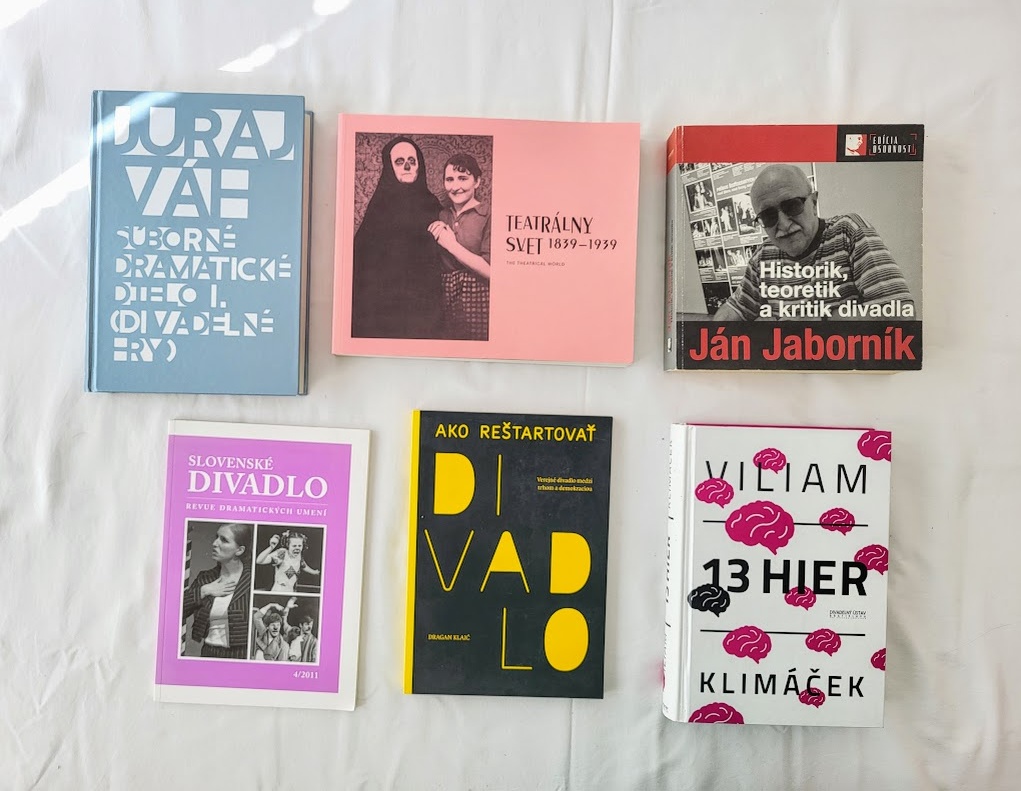 JURAJ
VÁH
SÚBORNÉ
DRAMATICKÉ
DIELO I.
(DIVADELNÉ
HRY)
TEATRÁLNY
SVET 1839–1939
THE THEATRICAL WORLD
EDÍCIA
OSOBNOSTI
Historik,
teoretik
a kritik divadla
Ján Jaborník
SLOVENSKÉ
DIVADLO
REVUE DRAMATICKÝCH UMENÍ
4/2011
AKO REŠTARTOVAŤ
DI
VAD
LO
Verejné divadlo medzi
trhom a demokraciou
DRAGAN KLAIĆ
VILIAM
13 HIER
DIVADELNÝ ÚSTAV
BRATISLAVA
KLIMÁČEK